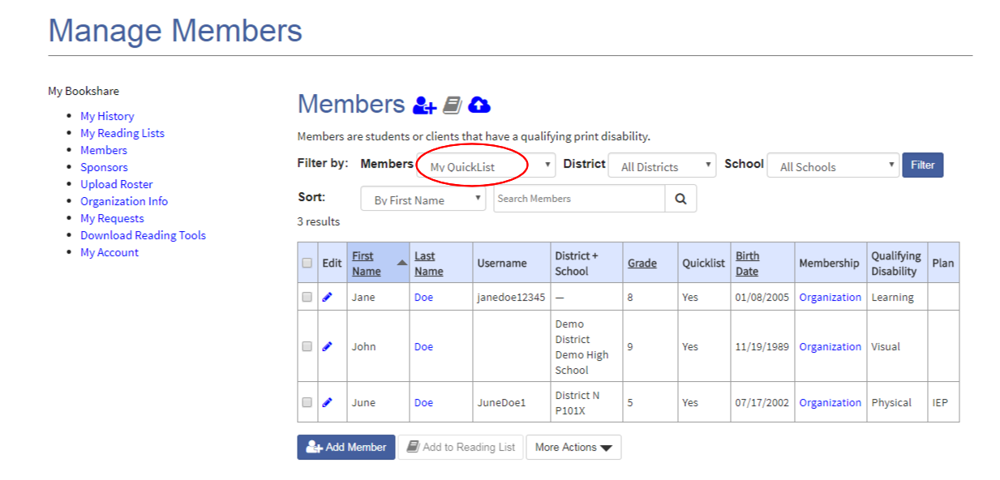 Manage Members
My Bookshare
My History
My Reading Lists
Members
Sponsors
Upload Roster
Organization Info
My Requests
Download Reading Tools
My Account
Members
Members are students or clients that have a qualifying print disability.
Filter by: Members My QuickList District All Districts School All Schools Filter
Sort: By First Name Search Members
3 results
Edit First Name Last Name Username District + School Grade Quicklist Birth Date Membership Qualifying Disability Plan
Jane Doe janedoe12345 — 8 Yes 01/08/2005 Organization Learning
John Doe Demo District Demo High School 9 Yes 11/19/1989 Organization Visual
June Doe JuneDoe1 District N P101X 5 Yes 07/17/2002 Organization Physical IEP
Add Member Add to Reading List More Actions